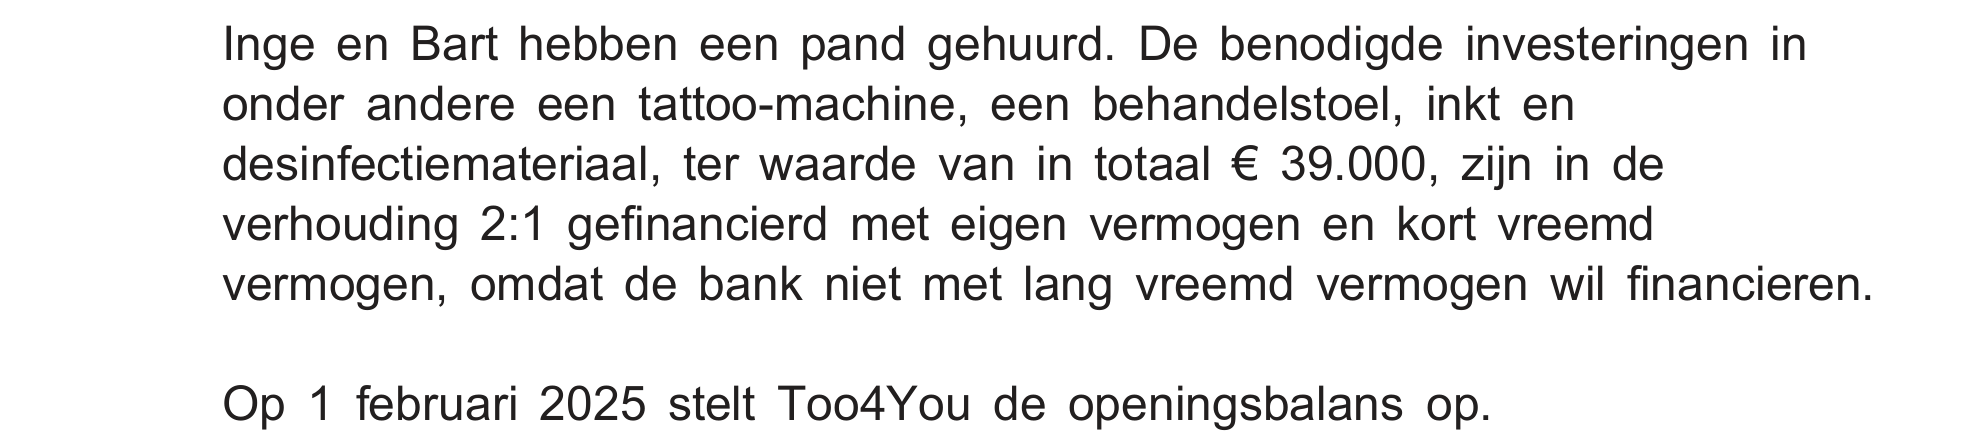 Inge en Bart hebben een pand gehuurd. De benodigde investeringen in
onder andere een tattoo-machine, een behandelstoel, inkt en
desinfectiemateriaal, ter waarde van in totaal € 39.000, zijn in de
verhouding 2:1 gefinancierd met eigen vermogen en kort vreemd
vermogen, omdat de bank niet met lang vreemd vermogen wil financieren.
Op 1 februari 2025 stelt Too4You de openingsbalans op.